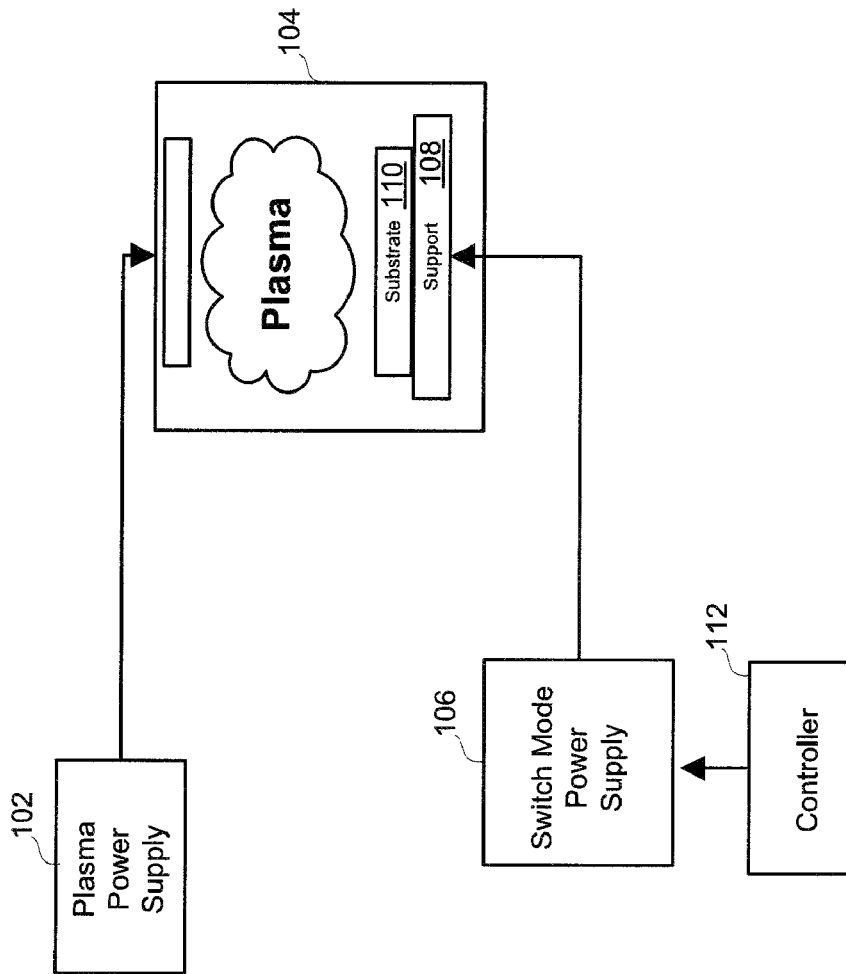 102
Plasma
Power
Supply
104
Plasma
Substrate 110
Support 108
106
Switch Mode
Power
Supply
112
Controller